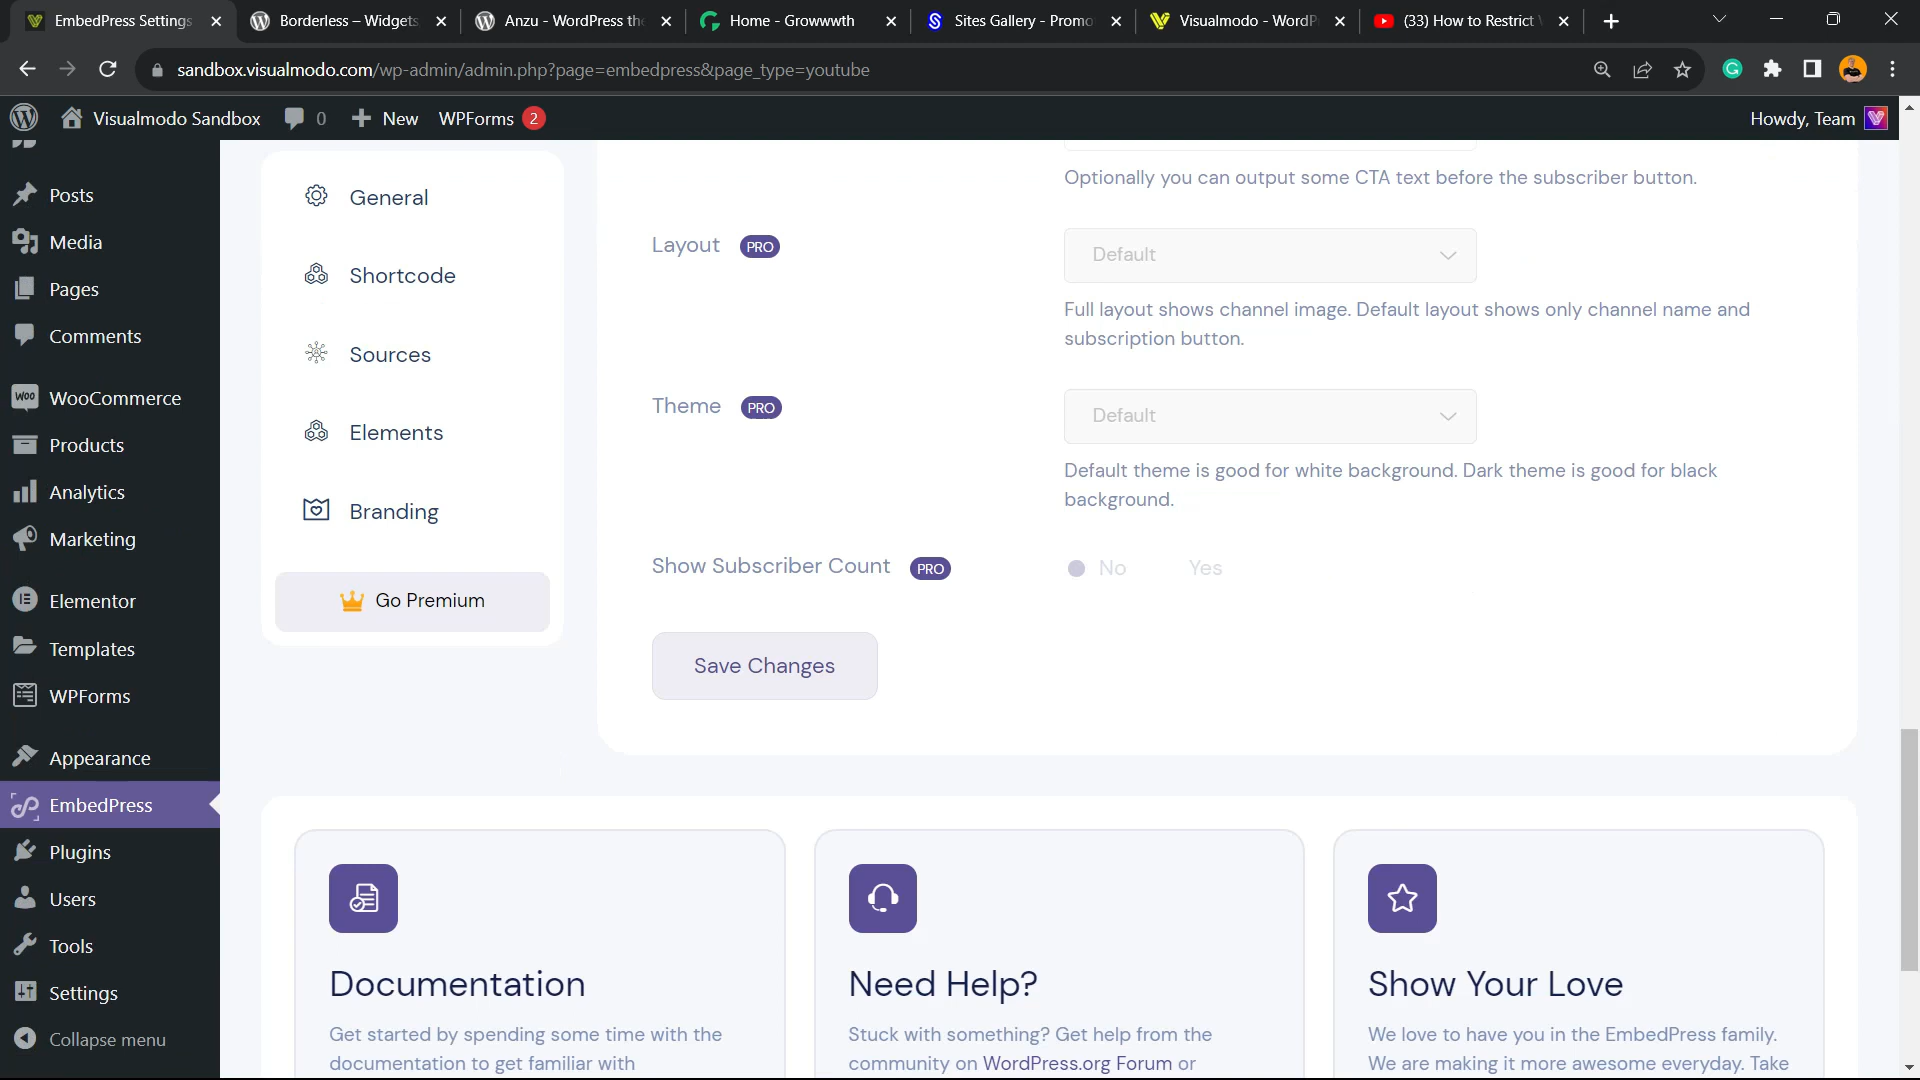 EmbedPress Settings
Borderless – Widgets
Anzu - WordPress the
Home - Growwwth
Sites Gallery - Promo
Visualmodo - WordP
(33) How to Restrict
sandbox.visualmodo.com/wp-admin/admin.php?page=embedpress&page_type=youtube
Visualmodo Sandbox
0
New
WPForms 2
Howdy, Team
Posts
Media
Pages
Comments
WooCommerce
Products
Analytics
Marketing
Elementor
Templates
WPForms
Appearance
EmbedPress
Plugins
Users
Tools
Settings
Collapse menu
General
Shortcode
Sources
Elements
Branding
Go Premium
Optionally you can output some CTA text before the subscriber button.
Layout PRO
Default
Full layout shows channel image. Default layout shows only channel name and
subscription button.
Theme PRO
Default
Default theme is good for white background. Dark theme is good for black
background.
Show Subscriber Count PRO
No Yes
Save Changes
Documentation
Get started by spending some time with the
documentation to get familiar with
Need Help?
Stuck with something? Get help from the
community on WordPress.org Forum or
Show Your Love
We love to have you in the EmbedPress family.
We are making it more awesome everyday. Take